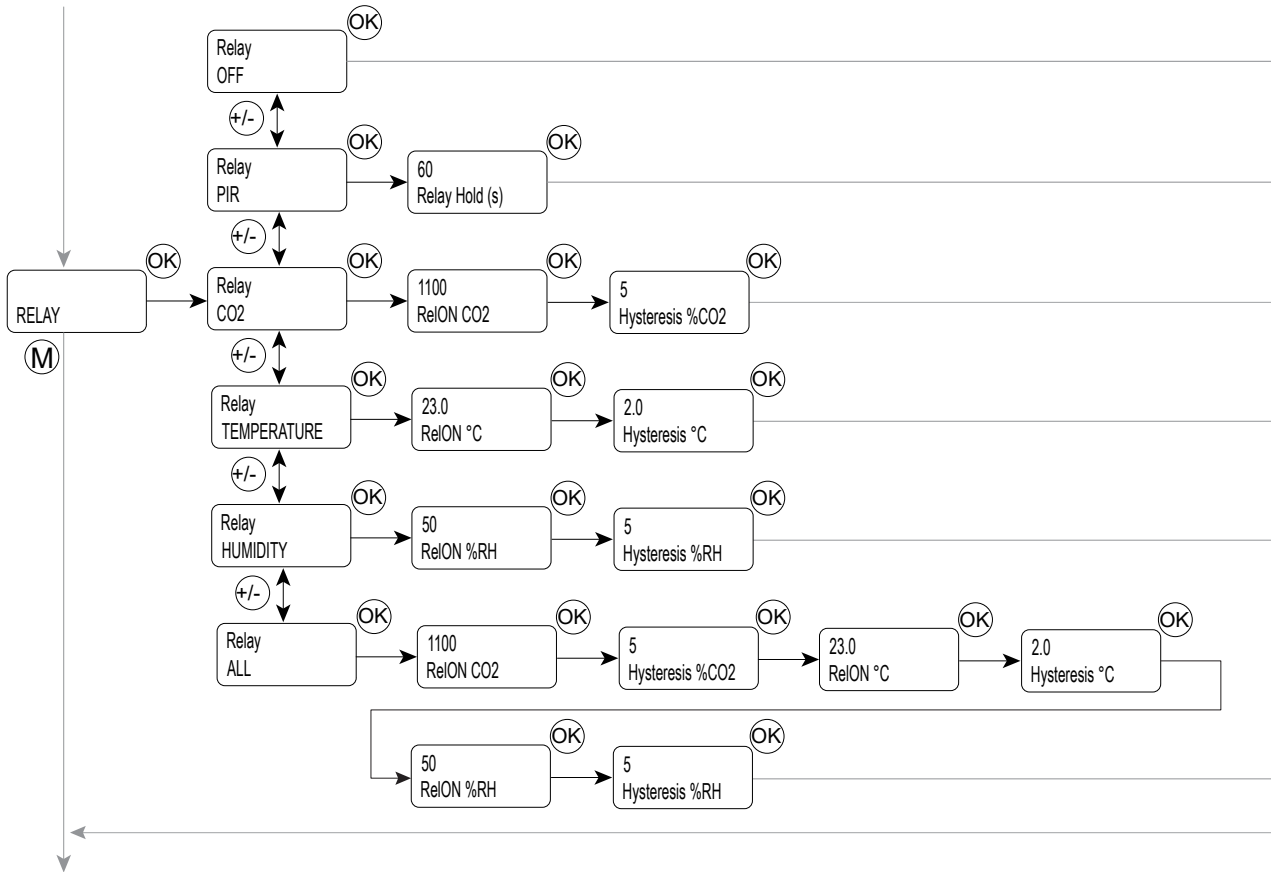 OK
Relay
OFF
+/-
OK
OK
Relay
PIR
60
Relay Hold (s)
+/-
OK
OK
OK
OK
RELAY
Relay
CO2
1100
RelON CO2
5
Hysteresis %CO2
M
+/-
OK
OK
OK
Relay
TEMPERATURE
23.0
RelON °C
2.0
Hysteresis °C
+/-
OK
OK
OK
Relay
HUMIDITY
50
RelON %RH
5
Hysteresis %RH
+/-
OK
OK
OK
OK
OK
Relay
ALL
1100
RelON CO2
5
Hysteresis %CO2
23.0
RelON °C
2.0
Hysteresis °C
OK
OK
50
RelON %RH
5
Hysteresis %RH